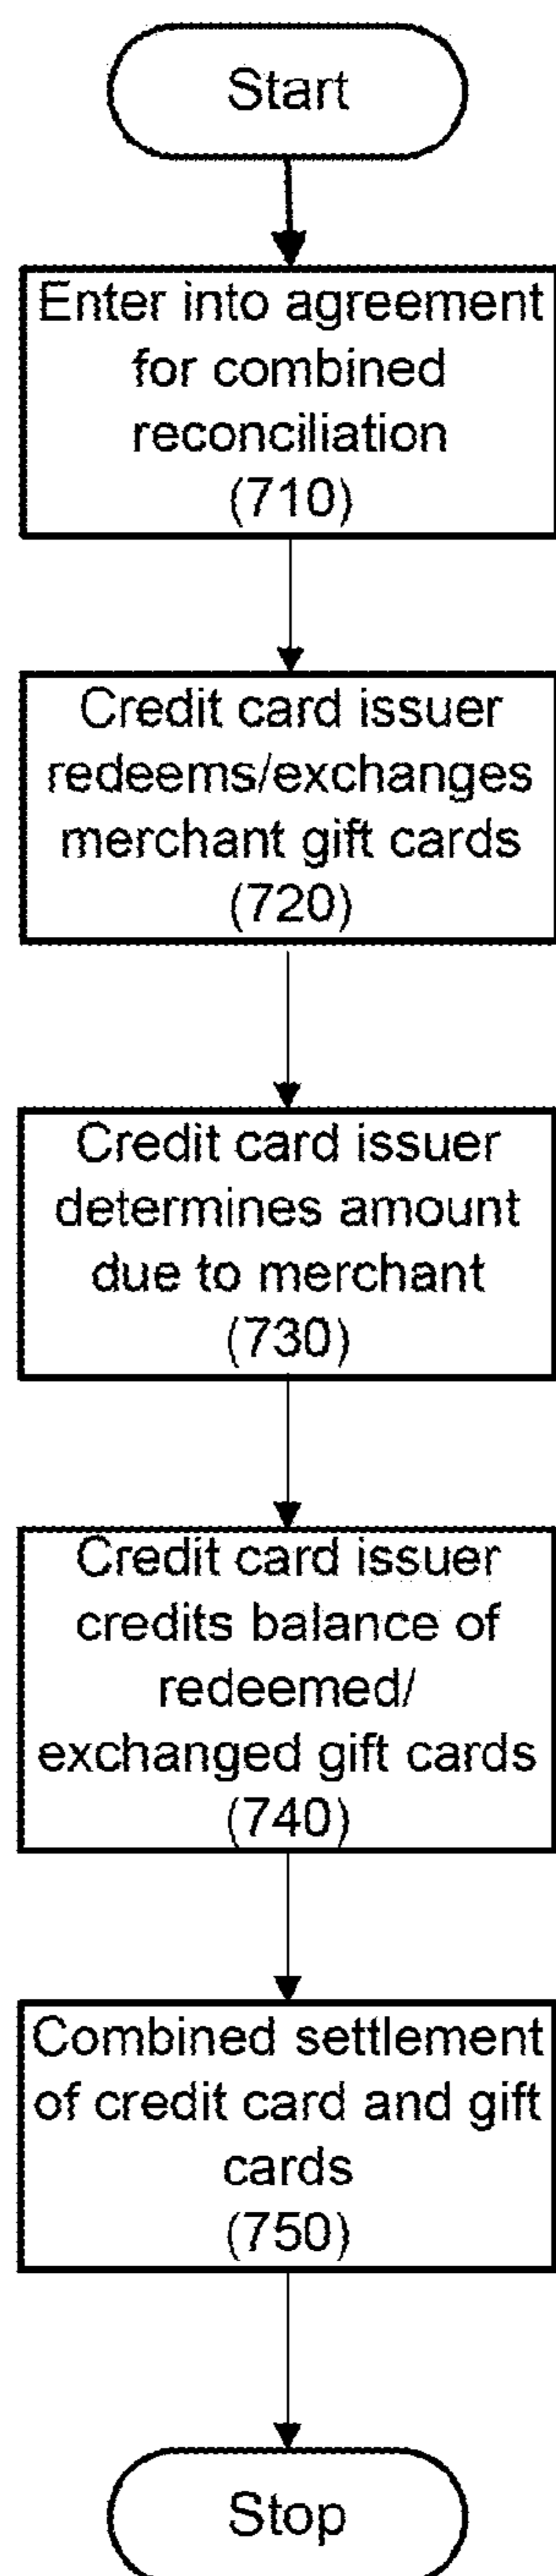 Start
Enter into agreement
for combined
reconciliation
(710)
Credit card issuer
redeems/exchanges
merchant gift cards
(720)
Credit card issuer
determines amount
due to merchant
(730)
Credit card issuer
credits balance of
redeemed/
exchanged gift cards
(740)
Combined settlement
of credit card and gift
cards
(750)
Stop